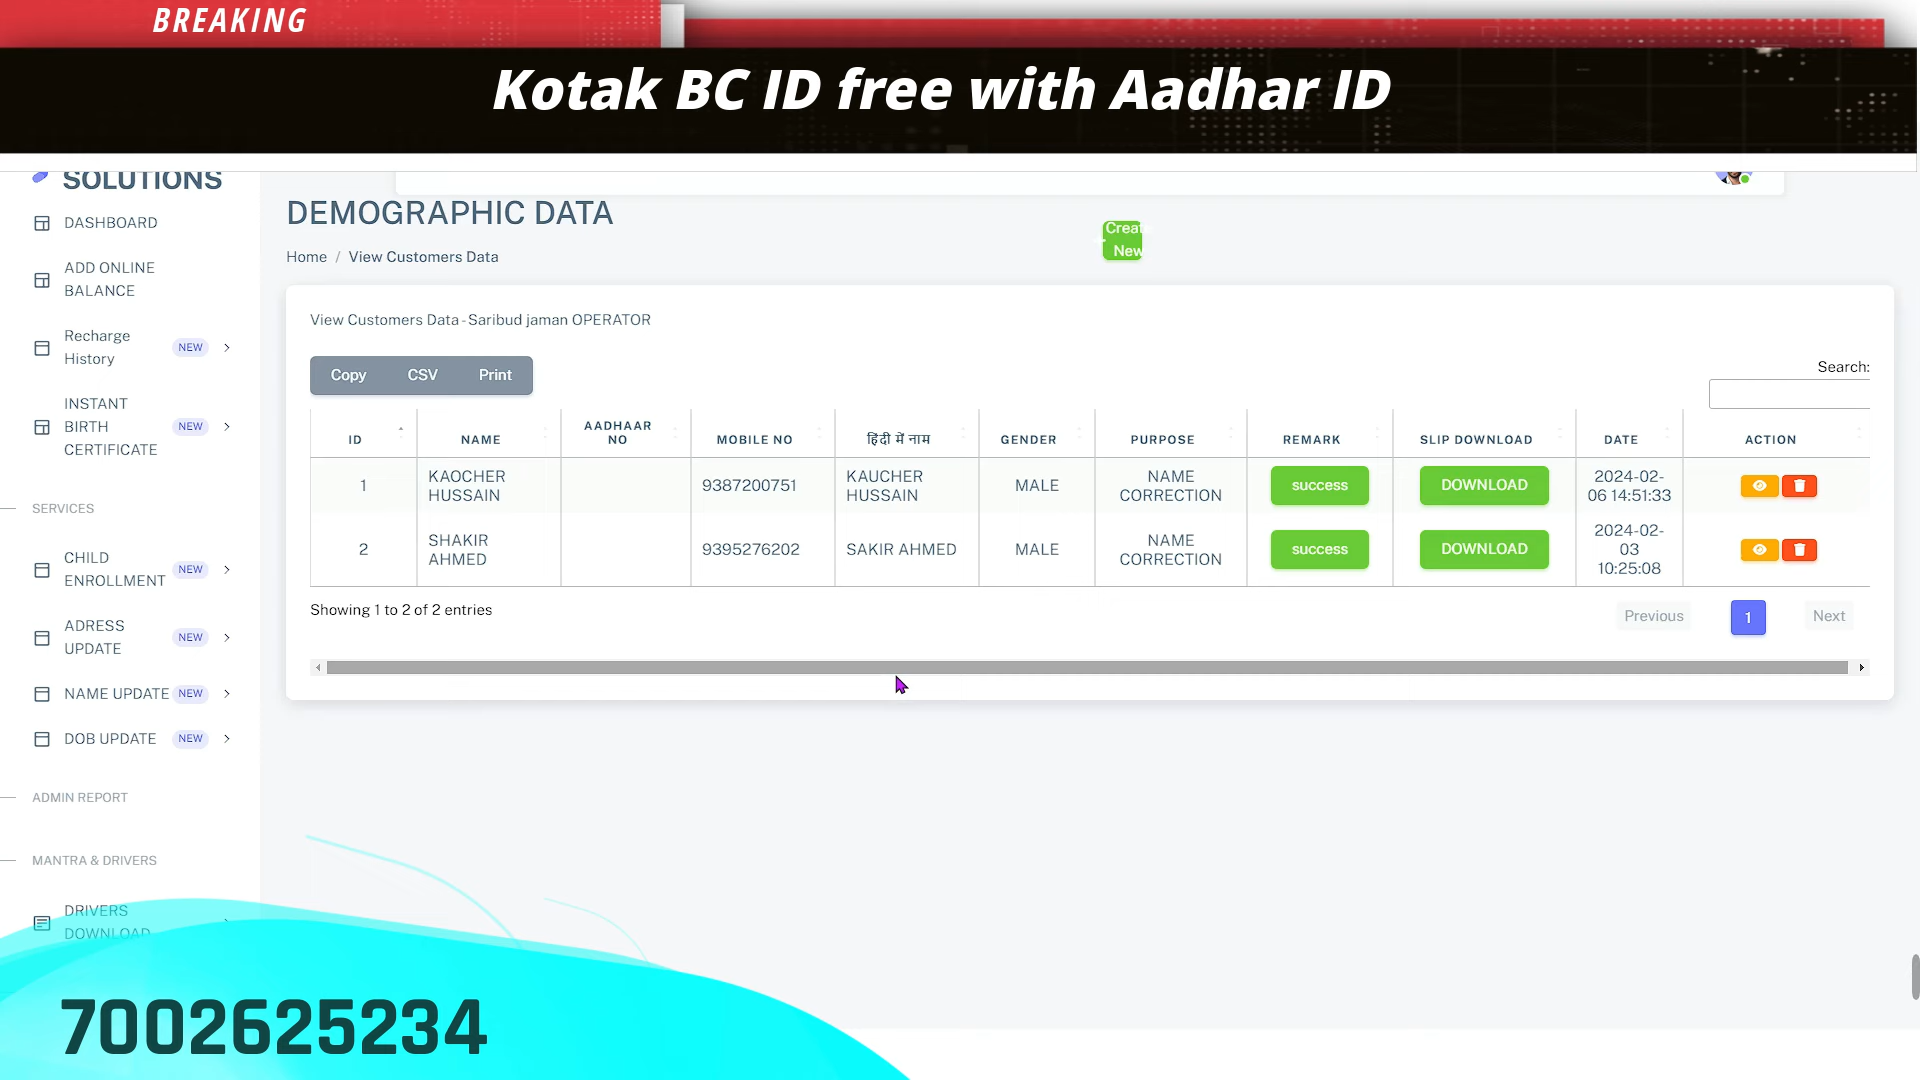 BREAKING
Kotak BC ID free with Aadhar ID
SOLUTIONS
DASHBOARD
ADD ONLINE
BALANCE
Recharge
History
NEW
INSTANT
BIRTH
CERTIFICATE
NEW
SERVICES
CHILD
ENROLLMENT
NEW
ADRESS
UPDATE
NEW
NAME UPDATE NEW
DOB UPDATE NEW
ADMIN REPORT
MANTRA & DRIVERS
DRIVERS
DOWNLOAD
DEMOGRAPHIC DATA
Home / View Customers Data
Create
New
View Customers Data - Saribud jaman OPERATOR
Copy CSV Print
Search:
ID NAME AADHAAR NO MOBILE NO हिंदी में नाम GENDER PURPOSE REMARK SLIP DOWNLOAD DATE ACTION
1 KAOCHER HUSSAIN 9387200751 KAUCHER HUSSAIN MALE NAME CORRECTION success DOWNLOAD 2024-02-06 14:51:33
2 SHAKIR AHMED 9395276202 SAKIR AHMED MALE NAME CORRECTION success DOWNLOAD 2024-02-03 10:25:08
Showing 1 to 2 of 2 entries
Previous 1 Next
7002625234